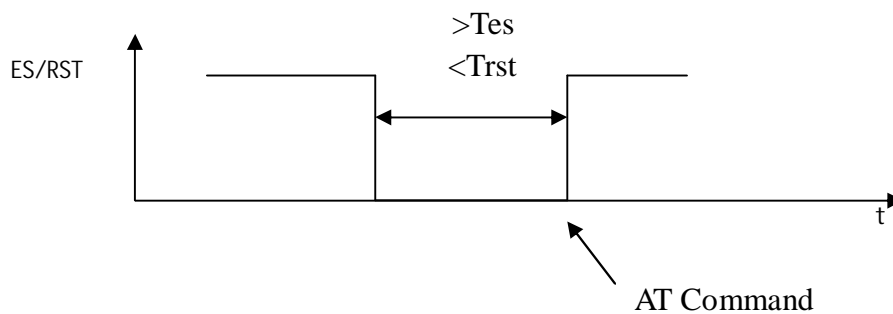 >Tes
<Trst
ES/RST
t
AT Command